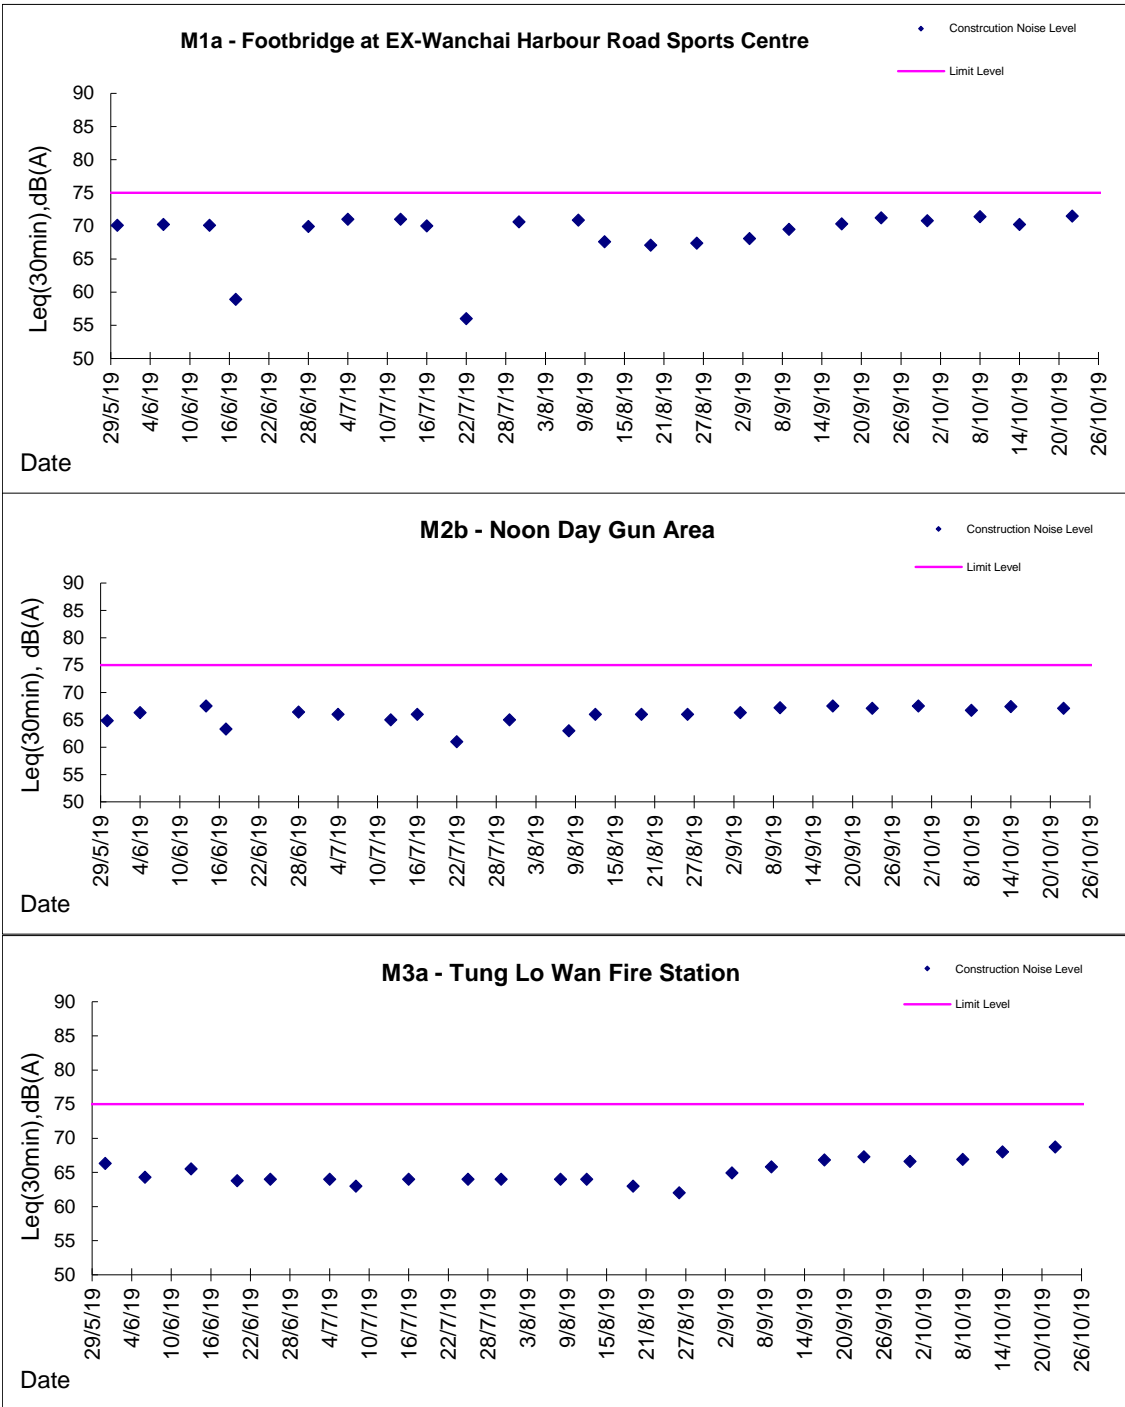 M1a - Footbridge at EX-Wanchai Harbour Road Sports Centre
Constrcution Noise Level
Limit Level
Leq(30min),dB(A)
90
85
80
75
70
65
60
55
50
29/5/19 4/6/19 10/6/19 16/6/19 22/6/19 28/6/19 4/7/19 10/7/19 16/7/19 22/7/19 28/7/19 3/8/19 9/8/19 15/8/19 21/8/19 27/8/19 2/9/19 8/9/19 14/9/19 20/9/19 26/9/19 2/10/19 8/10/19 14/10/19 20/10/19 26/10/19
Date
M2b - Noon Day Gun Area
Construction Noise Level
Limit Level
Leq(30min), dB(A)
90
85
80
75
70
65
60
55
50
29/5/19 4/6/19 10/6/19 16/6/19 22/6/19 28/6/19 4/7/19 10/7/19 16/7/19 22/7/19 28/7/19 3/8/19 9/8/19 15/8/19 21/8/19 27/8/19 2/9/19 8/9/19 14/9/19 20/9/19 26/9/19 2/10/19 8/10/19 14/10/19 20/10/19 26/10/19
Date
M3a - Tung Lo Wan Fire Station
Construction Noise Level
Limit Level
Leq(30min),dB(A)
90
85
80
75
70
65
60
55
50
29/5/19 4/6/19 10/6/19 16/6/19 22/6/19 28/6/19 4/7/19 10/7/19 16/7/19 22/7/19 28/7/19 3/8/19 9/8/19 15/8/19 21/8/19 27/8/19 2/9/19 8/9/19 14/9/19 20/9/19 26/9/19 2/10/19 8/10/19 14/10/19 20/10/19 26/10/19
Date